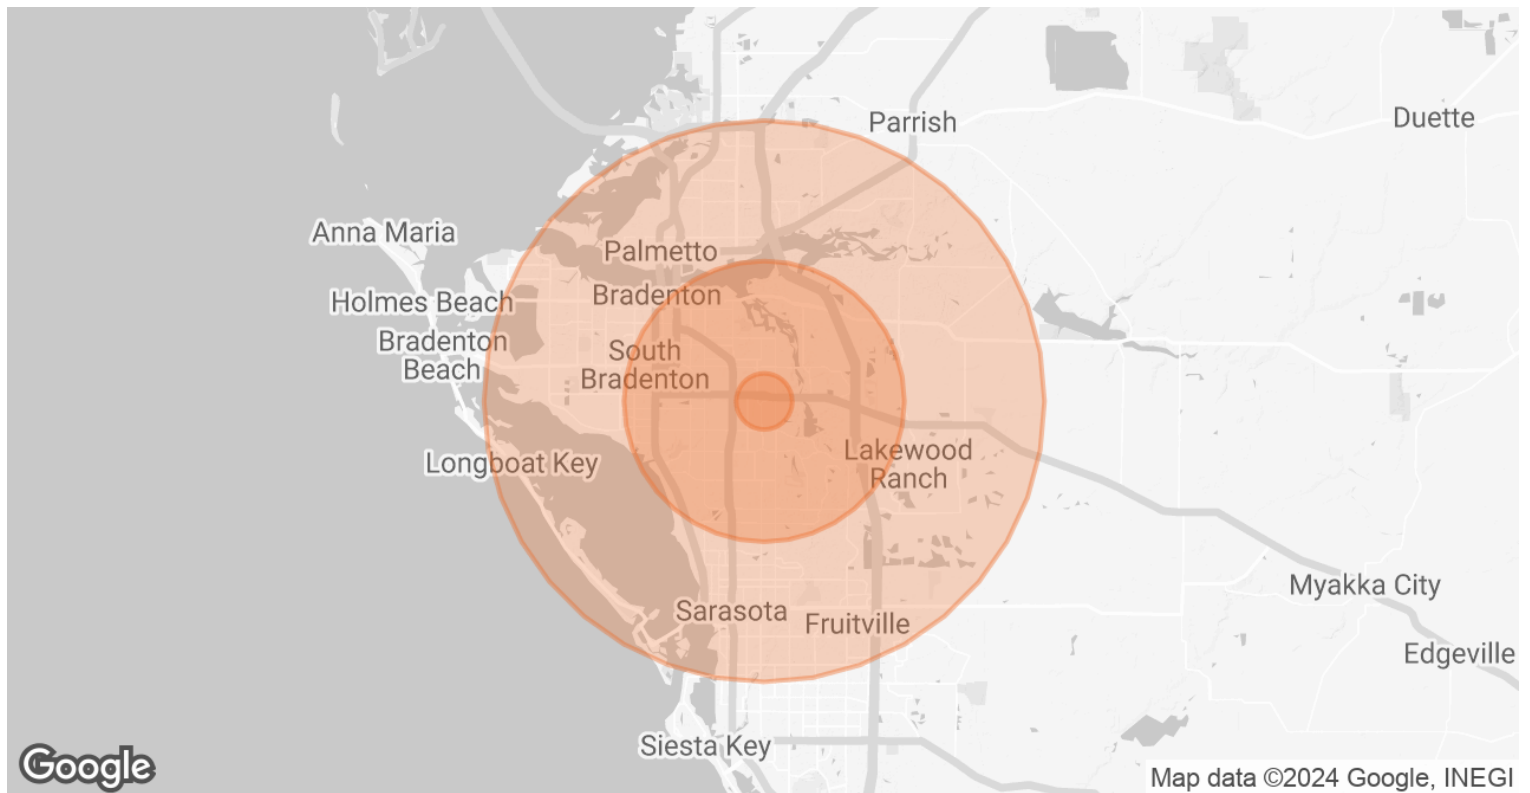 Parrish
Duette
Anna Maria
Palmetto
Holmes Beach
Bradenton
Bradenton
Beach
South
Bradenton
Longboat Key
Lakewood
Ranch
Myakka City
Sarasota
Fruitville
Edgeville
Siesta Key
Google
Map data ©2024 Google, INEGI